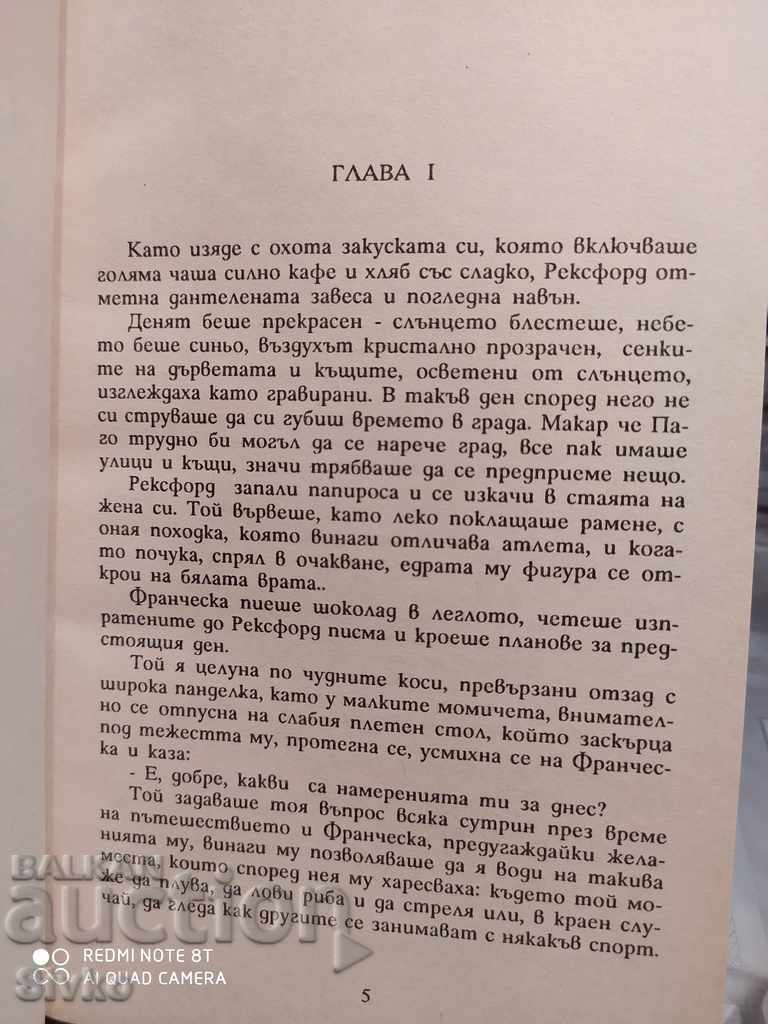 ГЛАВА I
Като изяде с охота закуската си, която включваше
голяма чаша силно кафе и хляб със сладко, Рексфорд от-
метна дантелената завеса и погледна навън.
Денят беше прекрасен - слънцето блестеше, небе-
то беше синьо, въздухът кристално прозрачен, сенки-
те на дърветата и къщите, осветени от слънцето,
изглеждаха като гравирани. В такъв ден според него не
си струваше да си губиш времето в града. Макар че Па-
го трудно би могъл да се нарече град, все пак имаше
улици и къщи, значи трябваше да се предприеме нещо.
Рексфорд запали папироса и се изкачи в стаята на
жена си. Той вървеше, като леко поклащаше рамене, с
оная походка, която винаги отличава атлета, и кога-
то почука, спрял в очакване, едрата му фигура се от-
крои на бялата врата..
Франческа пиеше шоколад в леглото, четеше изп-
ратените до Рексфорд писма и кроеше планове за пред-
стоящия ден.
Той я целуна по чудните коси, превързани отзад с
широка панделка, като у малките момичета, внимател-
но се отпусна на слабия плетен стол, който заскърца
под тежестта му, протегна се, усмихна се на Франчес-
ка и каза:
- Е, добре, какви са намеренията ти за днес?
Той задаваше тоя въпрос всяка сутрин през време
на пътешествието и Франческа, предугаждайки жела-
нията му, винаги му позволяваше да я води на такива
места, които според нея му харесваха: където той мо-
же да плува, да лови риба и да стреля или, в краен слу-
чай, да гледа как другите се занимават с някакъв спорт.
BALKAN
auction
REDMI NOTE 8T
AI QUAD CAMERA
sivko
5